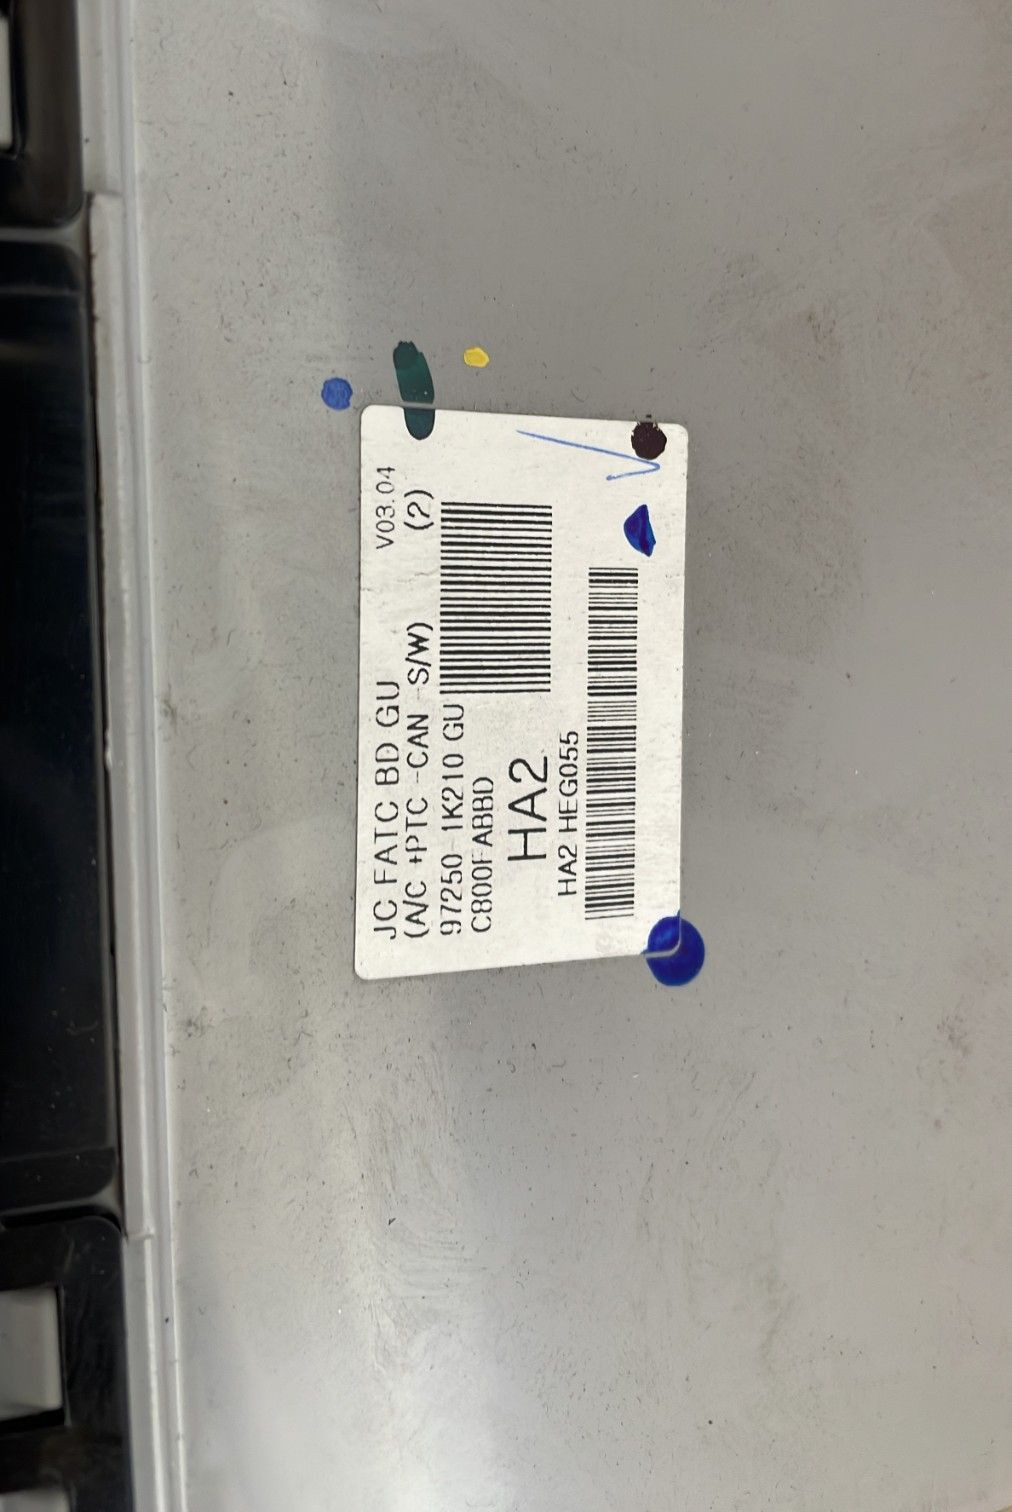 JC FATC BD GU V03.04
(A/C +PTC -CAN -S/W) (2)
97250-1K210 GU
C800FABBD
HA2
HA2 HEG055